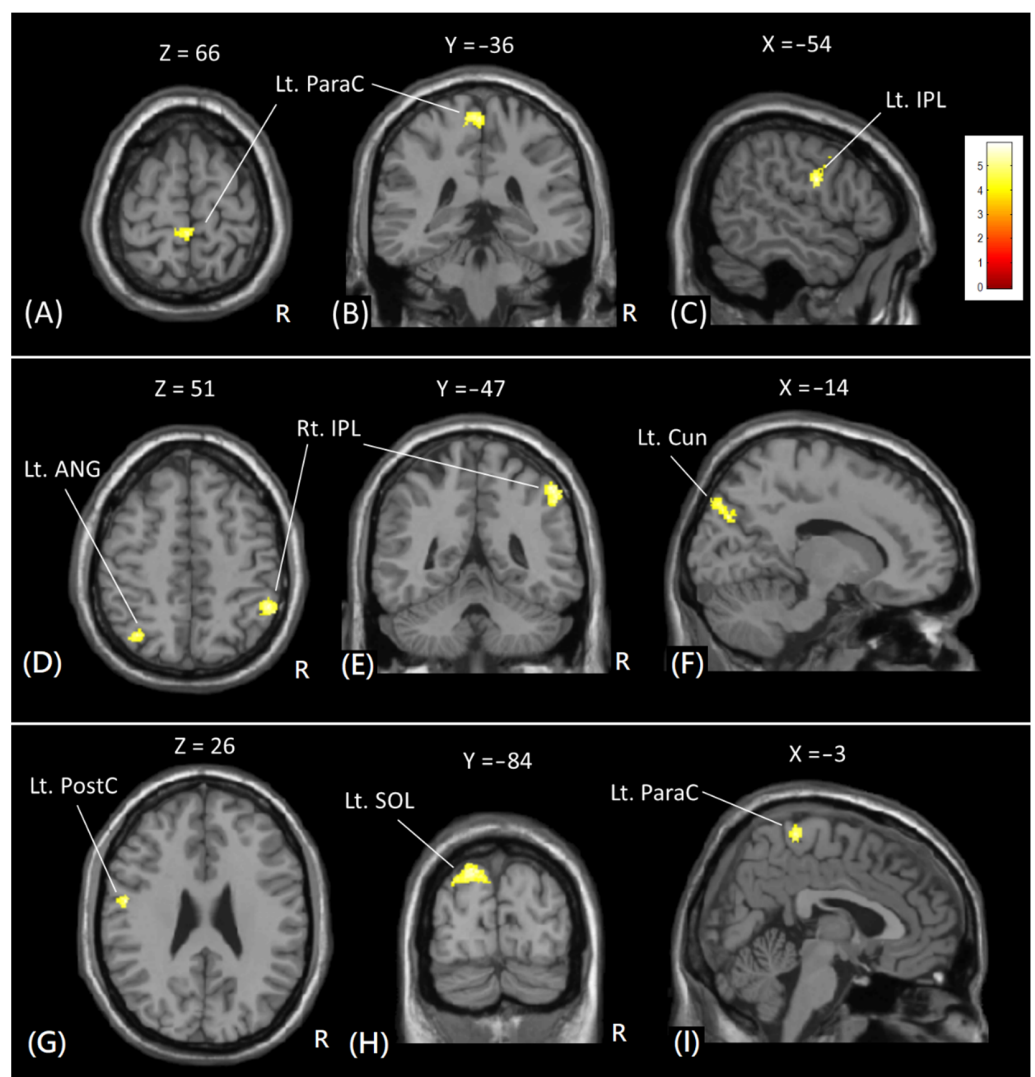 Z = 66
Y = −36
X = −54
Lt. ParaC
Lt. IPL
5
4
3
2
1
0
(A)
R
(B)
R
(C)
Z = 51
Y = −47
X = −14
Lt. ANG
Rt. IPL
Lt. Cun
(D)
R
(E)
R
(F)
Z = 26
Y = −84
X = −3
Lt. PostC
Lt. SOL
Lt. ParaC
(G)
R
(H)
R
(I)